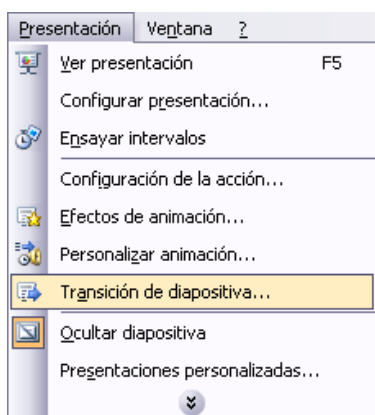 Presentación Ventana ?
Ver presentación F5
Configurar presentación...
Ensayar intervalos
Configuración de la acción...
Efectos de animación...
Personalizar animación...
Transición de diapositiva...
Ocultar diapositiva
Presentaciones personalizadas...